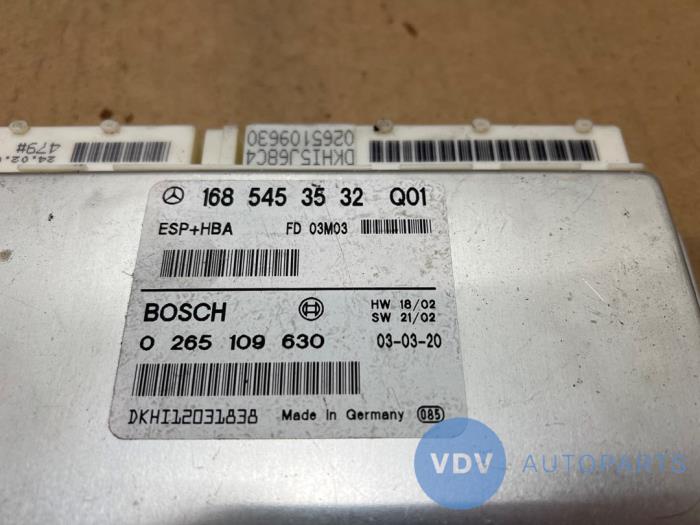 24.02.0
479#
DKHI5J68C4
0265109630
168 545 35 32 Q01
ESP+HBA FD 03M03
BOSCH HW 18/02
SW 21/02
0 265 109 630 03-03-20
DKHI12031838 Made in Germany 085
VDV AUTOPARTS